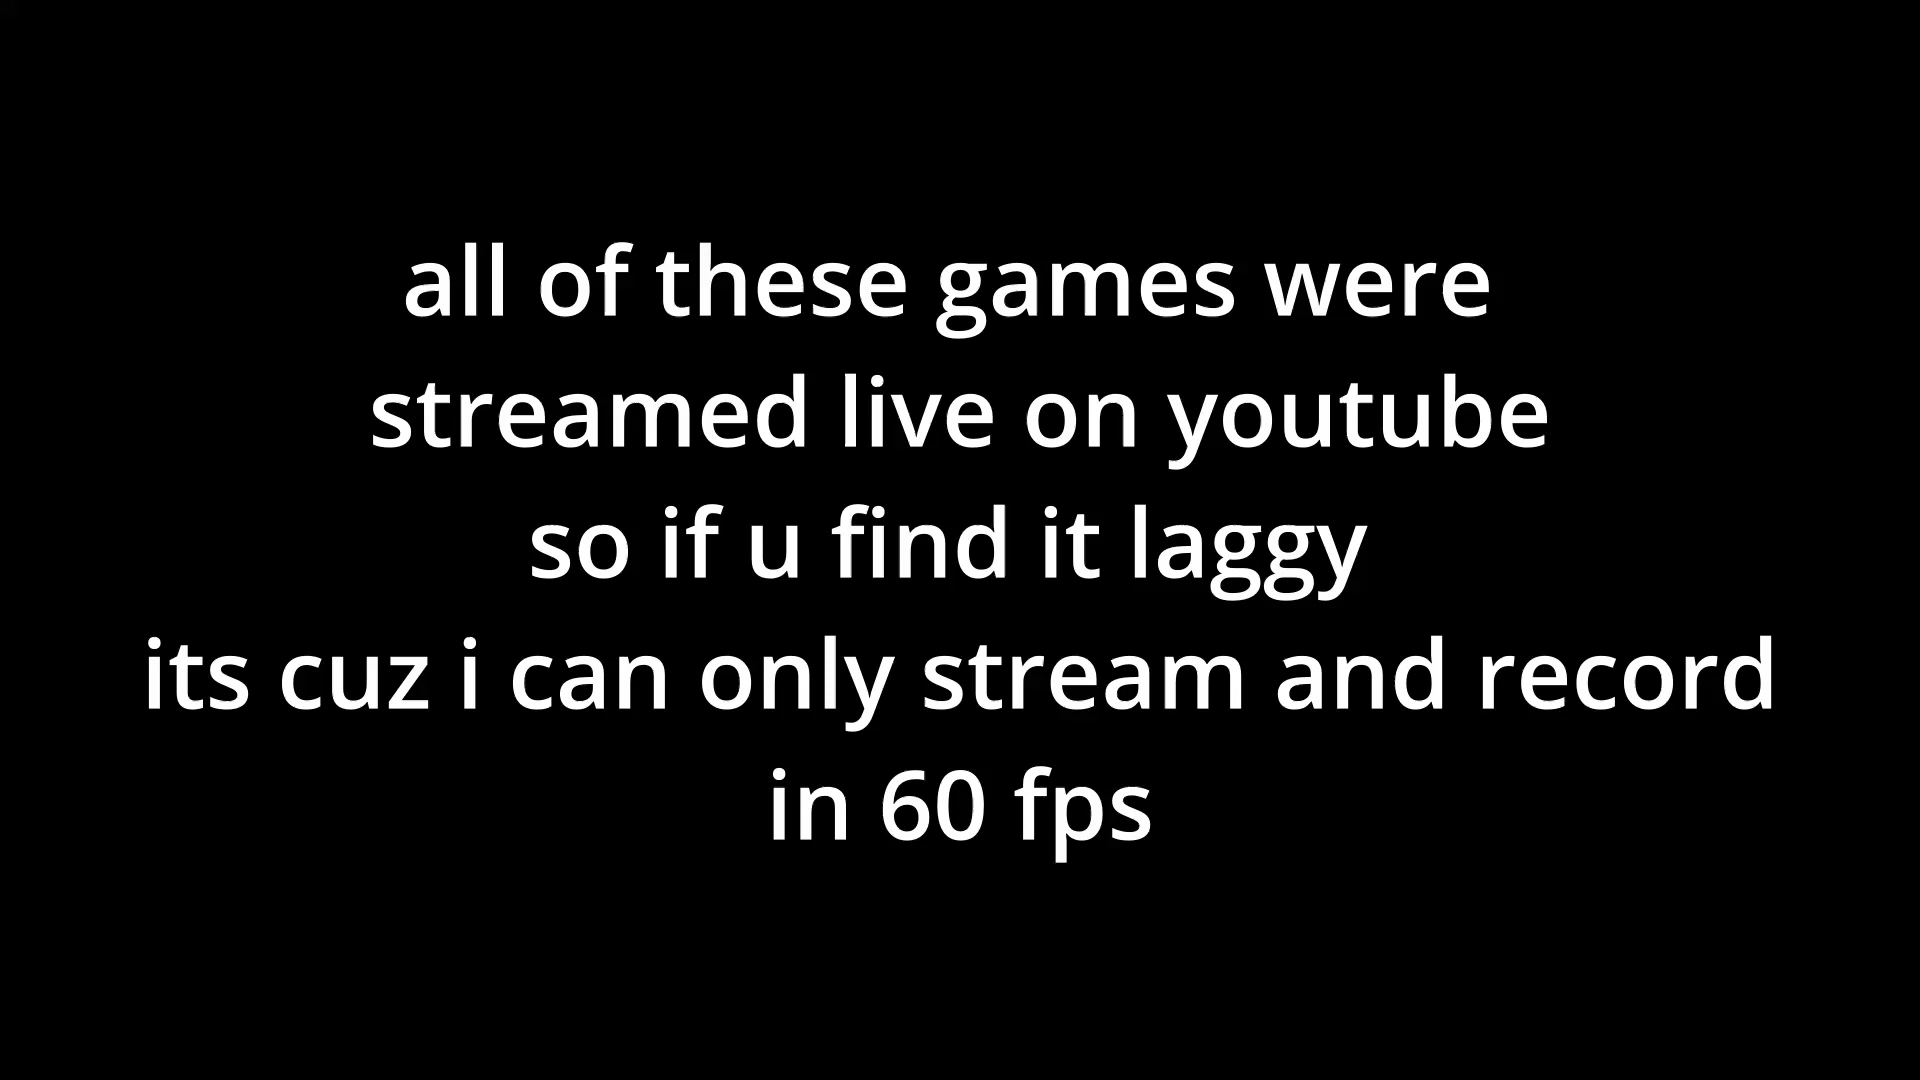 all of these games were
streamed live on youtube
so if u find it laggy
its cuz i can only stream and record
in 60 fps